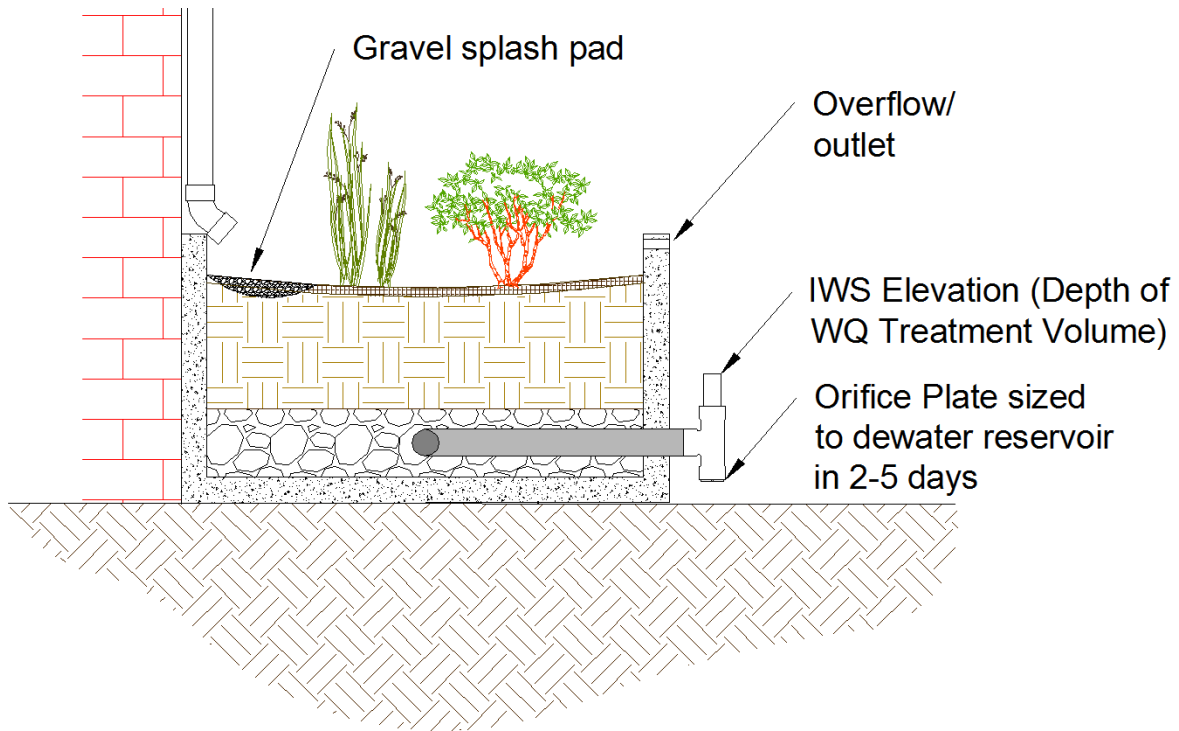 Gravel splash pad
Overflow/
outlet
IWS Elevation (Depth of
WQ Treatment Volume)
Orifice Plate sized
to dewater reservoir
in 2-5 days